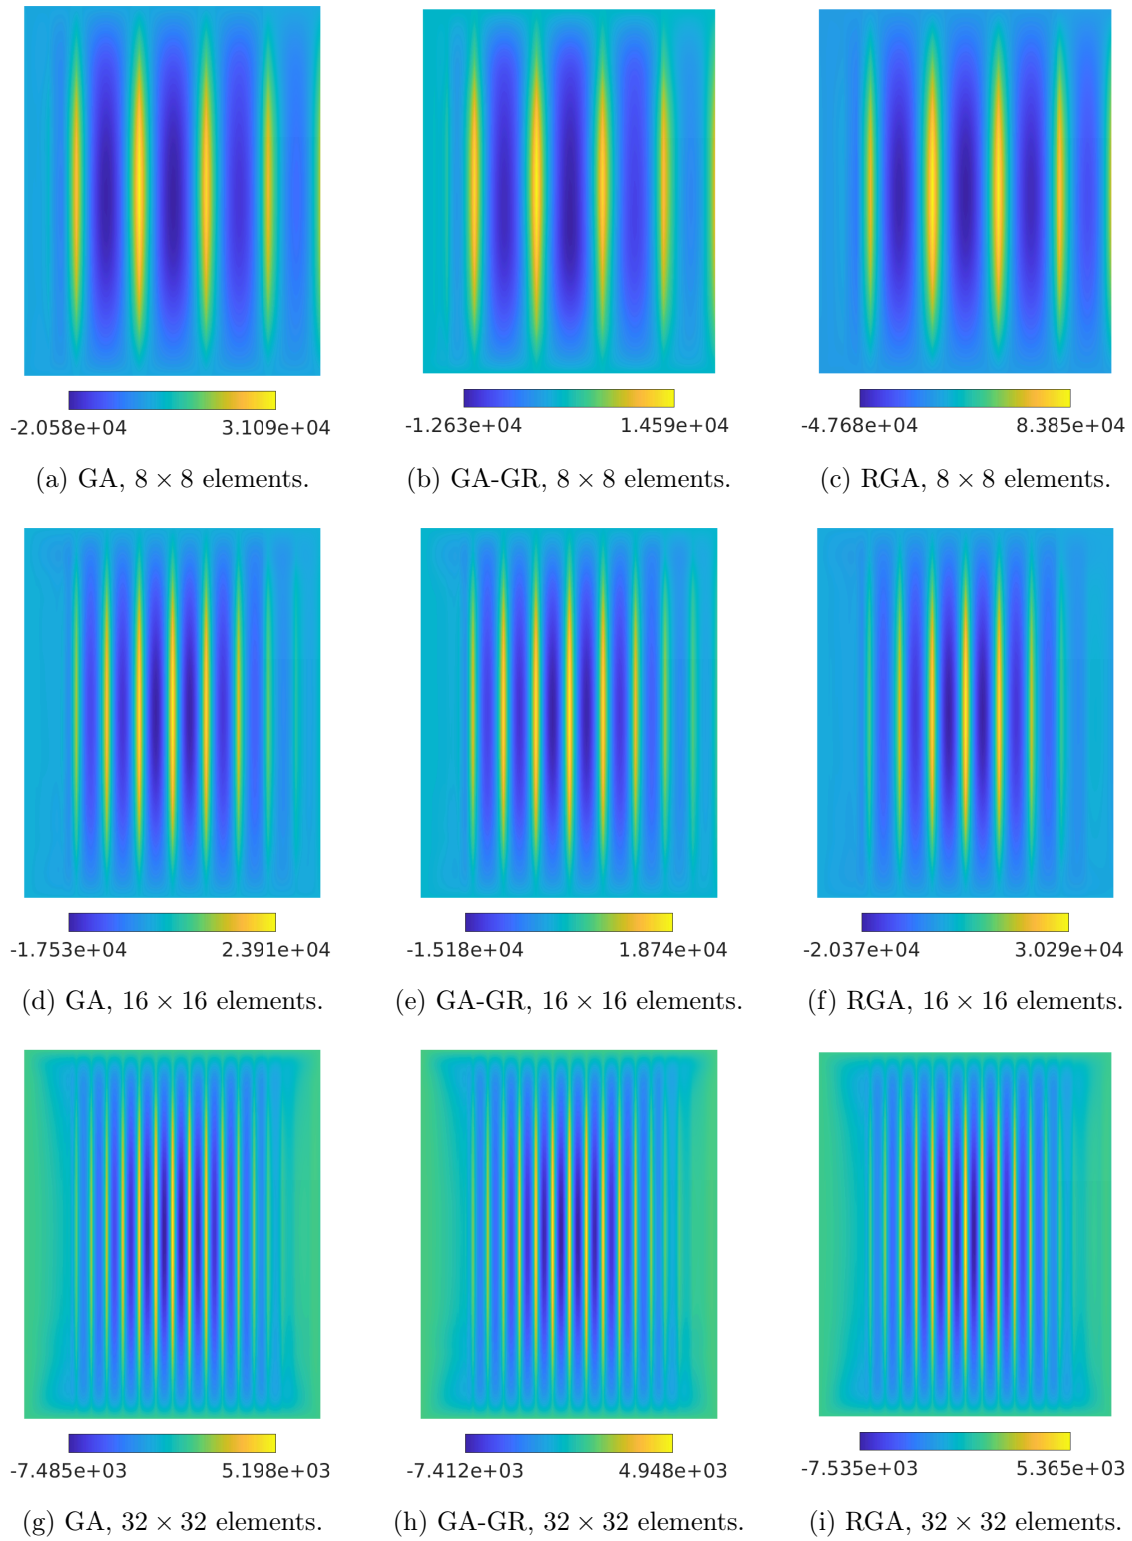 -2.058e+04 3.109e+04 -1.263e+04 1.459e+04 -4.768e+04 8.385e+04
(a) GA, 8 × 8 elements. (b) GA-GR, 8 × 8 elements. (c) RGA, 8 × 8 elements.
-1.753e+04 2.391e+04 -1.518e+04 1.874e+04 -2.037e+04 3.029e+04
(d) GA, 16 × 16 elements. (e) GA-GR, 16 × 16 elements. (f) RGA, 16 × 16 elements.
-7.485e+03 5.198e+03 -7.412e+03 4.948e+03 -7.535e+03 5.365e+03
(g) GA, 32 × 32 elements. (h) GA-GR, 32 × 32 elements. (i) RGA, 32 × 32 elements.